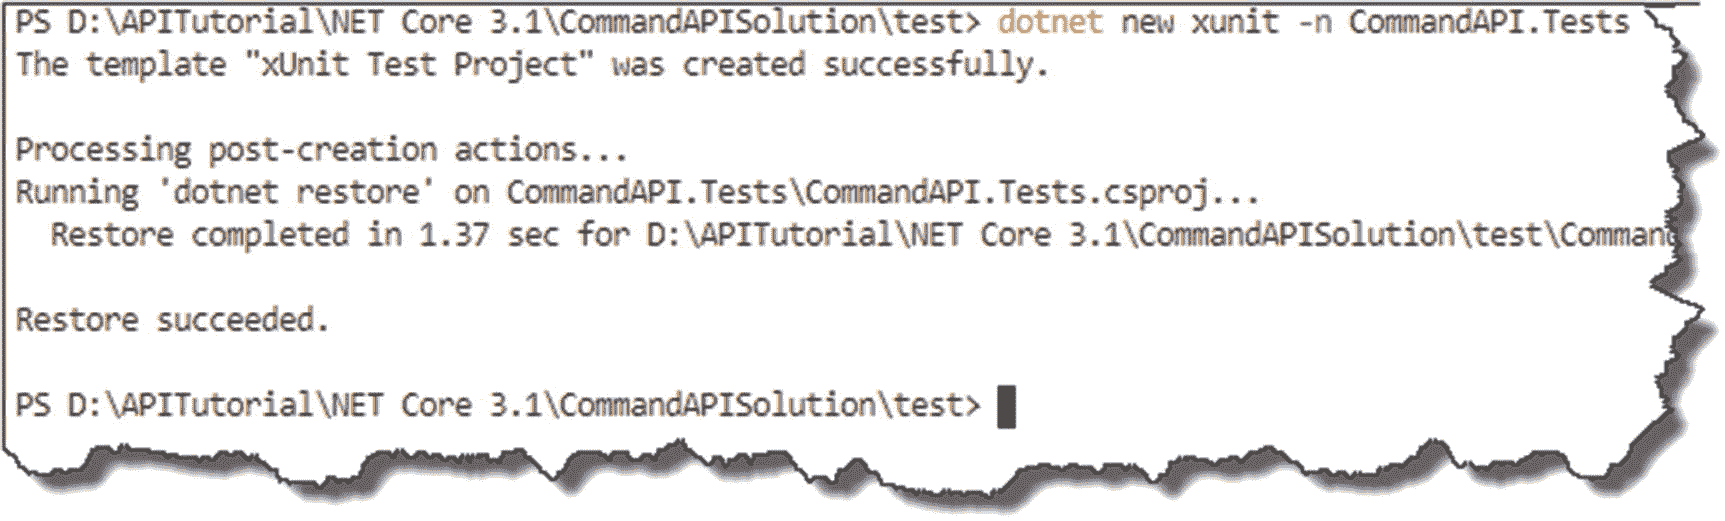 PS D:\APITutorial\NET Core 3.1\CommandAPISolution\test> dotnet new xunit -n CommandAPI.Tests
The template "xUnit Test Project" was created successfully.
Processing post-creation actions...
Running 'dotnet restore' on CommandAPI.Tests\CommandAPI.Tests.csproj...
Restore completed in 1.37 sec for D:\APITutorial\NET Core 3.1\CommandAPISolution\test\Command
Restore succeeded.
PS D:\APITutorial\NET Core 3.1\CommandAPISolution\test>